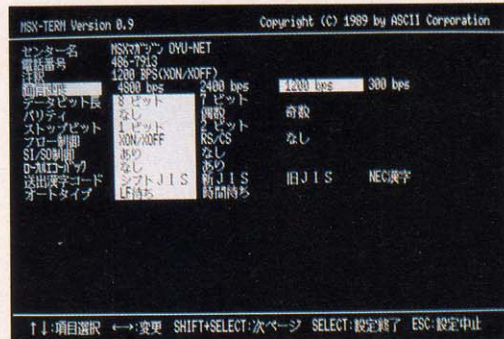 MSX-TERM Version 0.9 Copyright (C) 1989 by ASCII Corporation
センター名 MSXマガジン OYU-NET
電話番号 486-7913
注釈 1200 BPS(XON/XOFF)
通信速度 4800 bps 2400 bps 1200 bps 300 bps
データビット長 8 ビット 7 ビット
パリティ なし 偶数 奇数
ストップビット 1 ビット 2 ビット
フロー制御 XON/XOFF RS/CS なし
SI/SO制御 あり なし
ローカルエコーバック なし あり
送出漢字コード シフトJIS 新JIS 旧JIS NEC漢字
オートタイプ LF待ち 時間待ち
↑↓:項目選択 ←→:変更 SHIFT+SELECT:次ページ SELECT:設定終了 ESC:設定中止